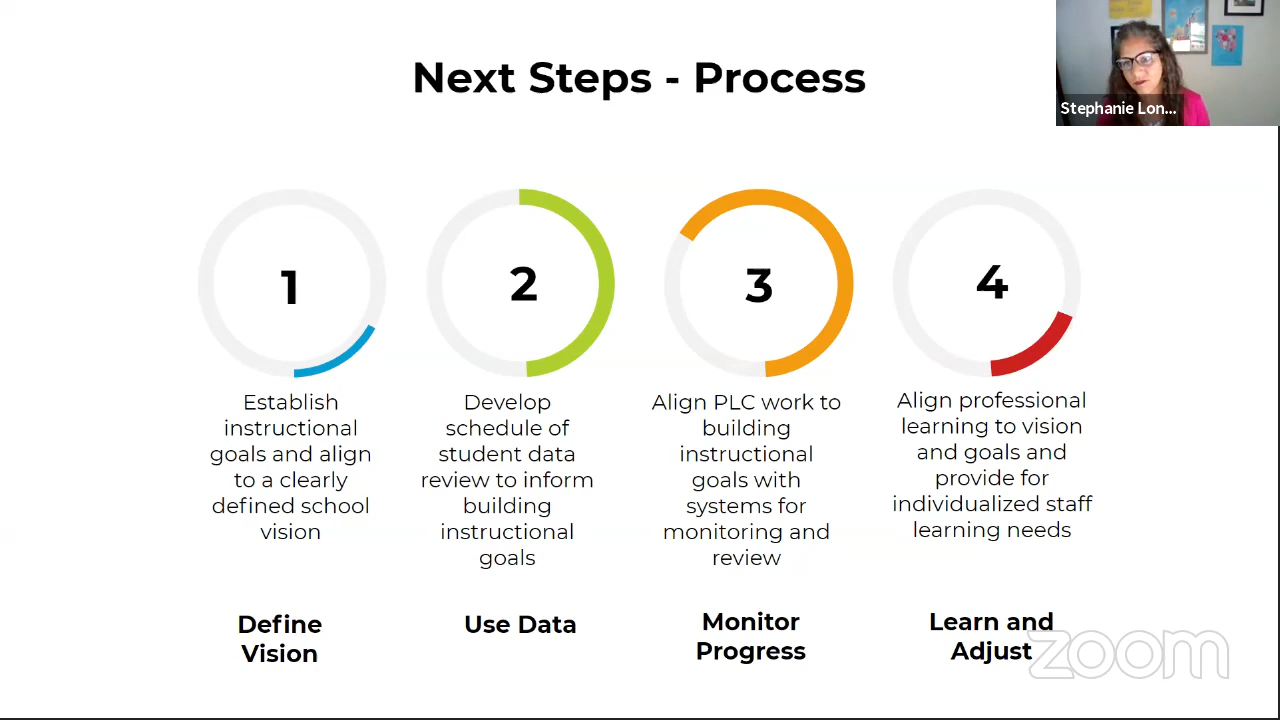 Next Steps - Process
Stephanie Lon...
1
2
3
4
Establish
instructional
goals and align
to a clearly
defined school
vision
Develop
schedule of
student data
review to inform
building
instructional
goals
Align PLC work to
building
instructional
goals with
systems for
monitoring and
review
Align professional
learning to vision
and goals and
provide for
individualized staff
learning needs
Define
Vision
Use Data
Monitor
Progress
Learn and
Adjust
zoom